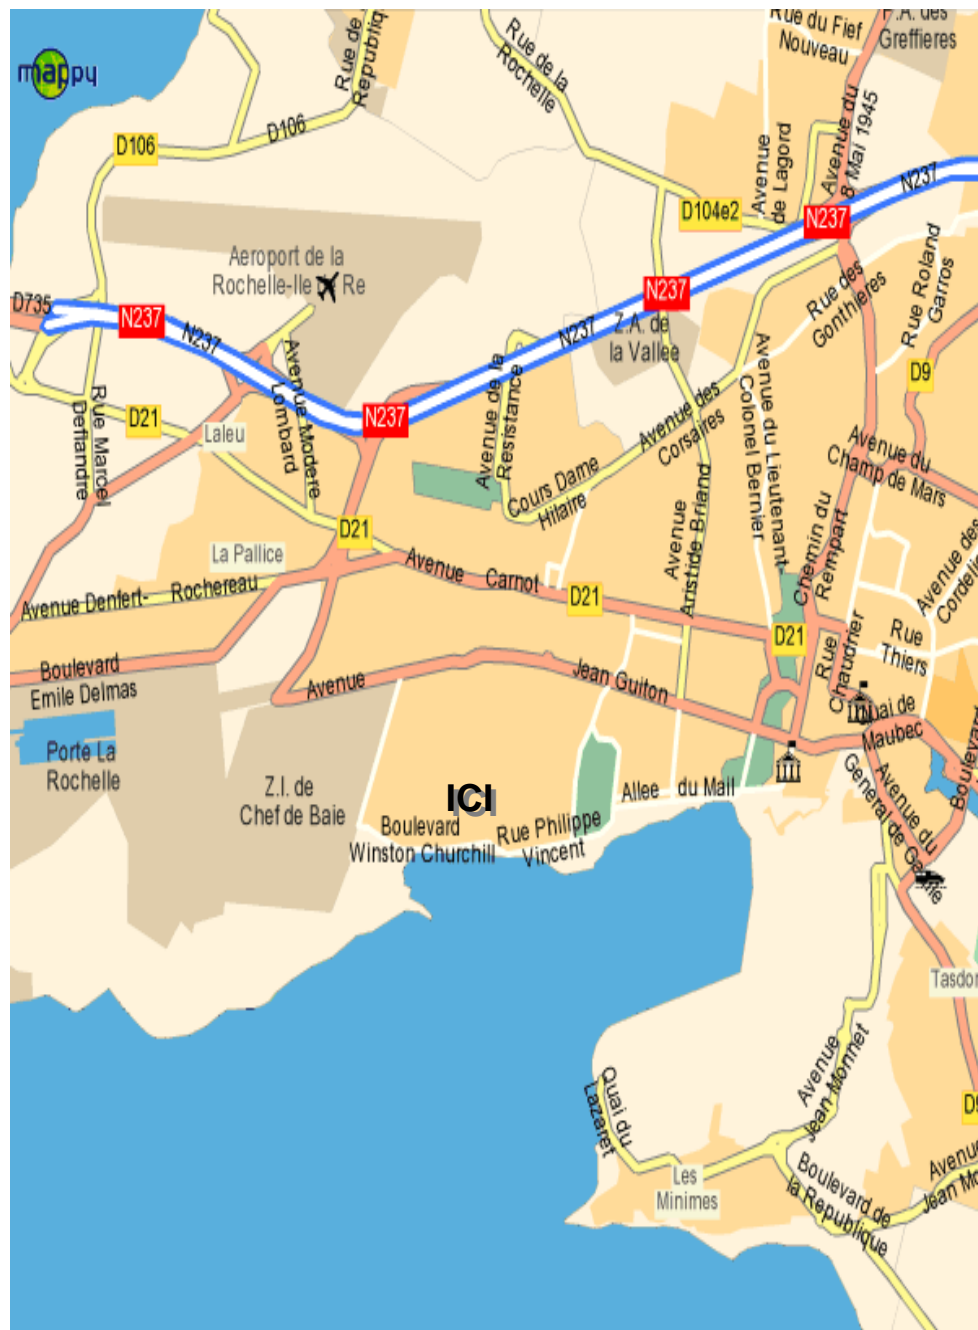 mappy
Rue de
Republiq
Rue de la
Rochelle
Rue du Fief
Nouveau
P.A. des
Greffieres
D106
D106
Avenue
de Lagord
Avenue du
8 Mai 1945
N237
D104e2
N237
Aeroport de la
Rochelle-Ile D Re
Rue des
Gonthieres
Rue Roland
Garros
D735
N237
N237
N237
N237
Z.A. de
la Vallee
Avenue de la
Resistance
Avenue Modere
Lombard
Rue Marcel
Deflandre
D21
Laleu
N237
Avenue des
Corsaires
Avenue du Lieutenant
Colonel Bernier
D9
Avenue du
Champ de Mars
Cours Dame
Hilaire
Avenue
Aristide Briand
Chemin du
Rempart
Avenue des
Cordelie
La Pallice
D21
Avenue Carnot
D21
D21
Avenue Denfert- Rochereau
Rue
Chaudrier
Rue
Thiers
Boulevard
Emile Delmas
Avenue
Jean Guiton
Quai de
Maubec
Boulevard
Porte La
Rochelle
Z.I. de
Chef de Baie
ICI
Allee du Mail
Boulevard
Winston Churchill
Rue Philippe
Vincent
Avenue du
General de Gaulle
Tasdon
Avenue
Jean Monnet
Quai du
Lazaret
D9
Les
Minimes
Boulevard de
la Republique
Avenue
Jean Mo